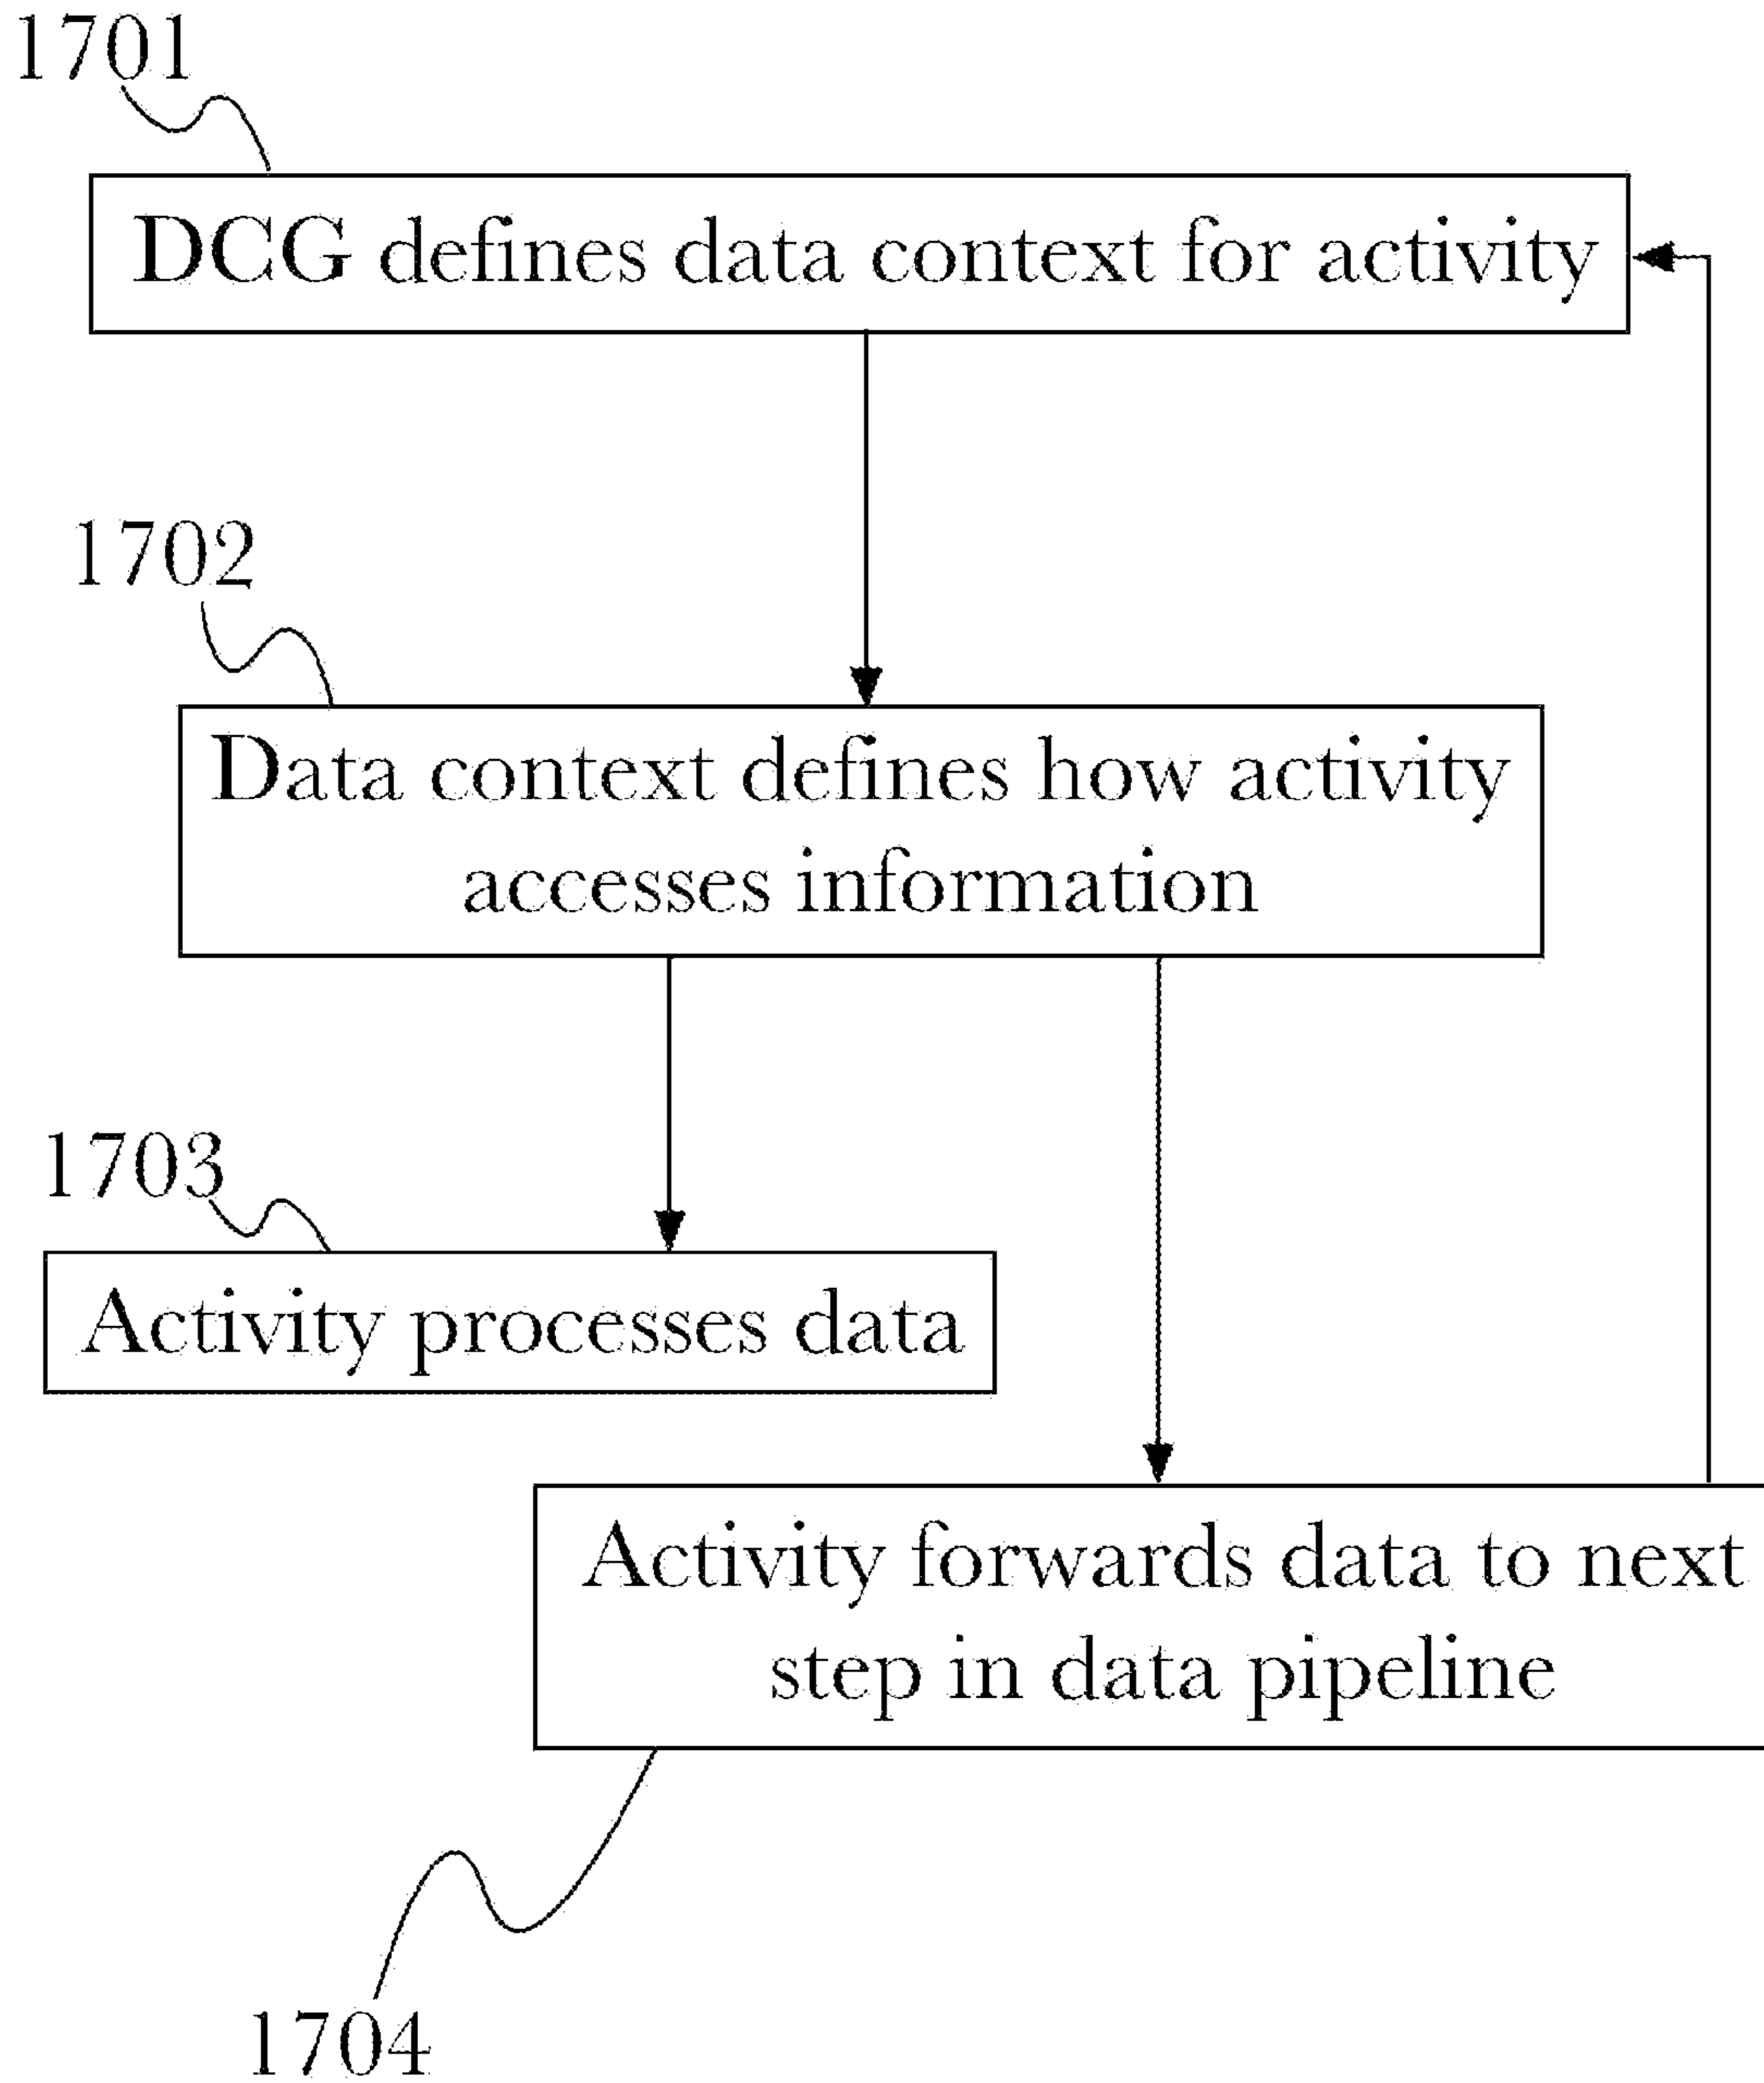 1701
DCG defines data context for activity
1702
Data context defines how activity
accesses information
1703
Activity processes data
Activity forwards data to next
step in data pipeline
1704